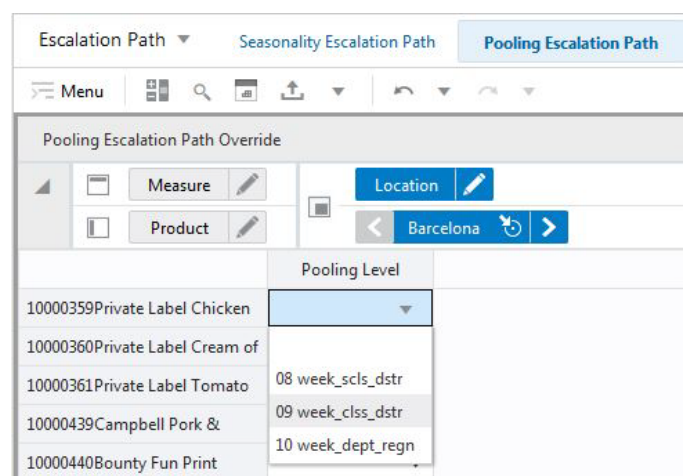 Escalation Path Seasonality Escalation Path Pooling Escalation Path
Menu
Pooling Escalation Path Override
Measure Location
Product Barcelona
Pooling Level
10000359Private Label Chicken
10000360Private Label Cream of
10000361Private Label Tomato 08 week_scls_dstr
09 week_clss_dstr
10000439Campbell Pork &
10 week_dept_regn
10000440Bounty Fun Print